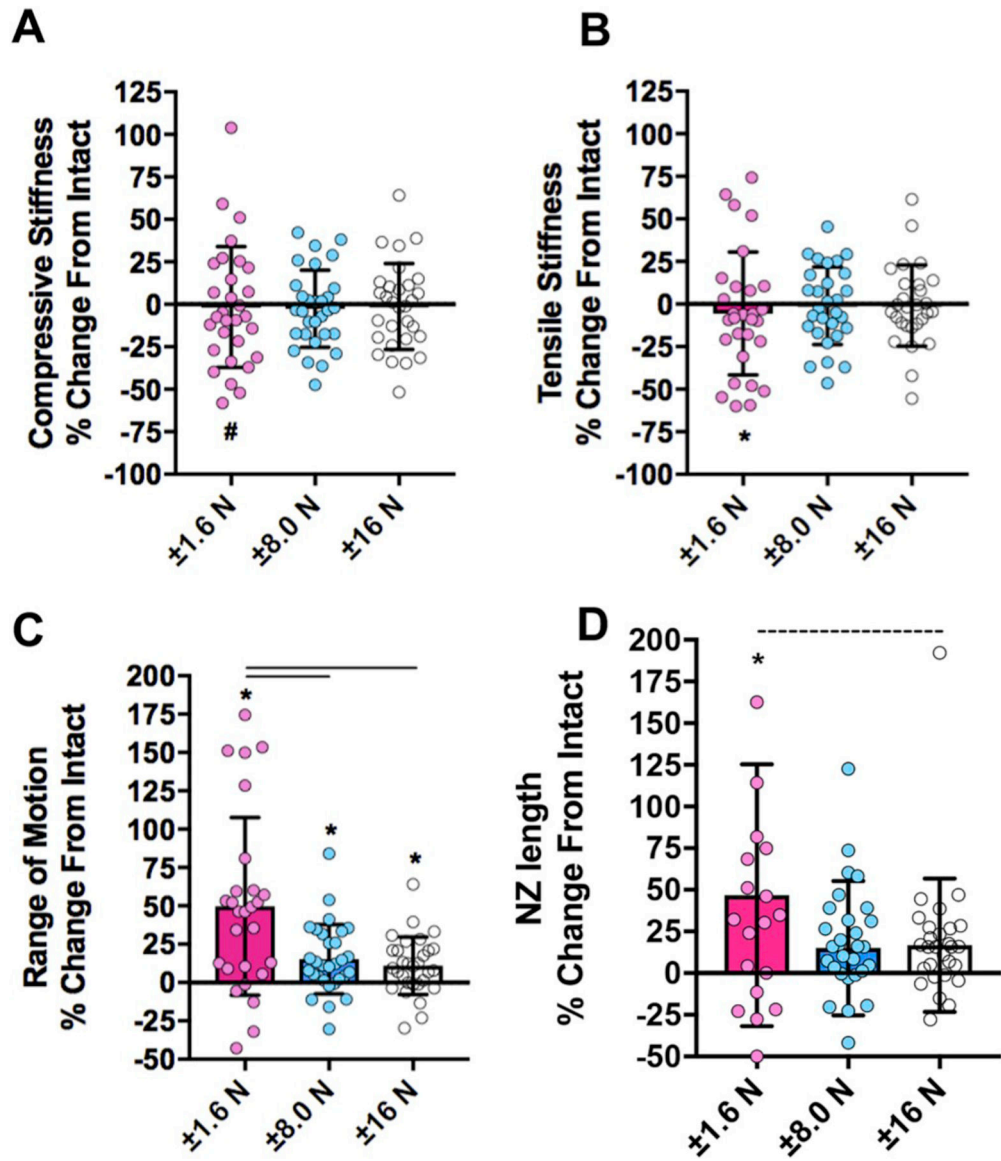 A
Compressive Stiffness
% Change From Intact
125
100
75
50
25
0
-25
-50
-75
-100
#
±1.6 N
±8.0 N
±16 N
B
Tensile Stiffness
% Change From Intact
125
100
75
50
25
0
-25
-50
-75
-100
*
±1.6 N
±8.0 N
±16 N
C
Range of Motion
% Change From Intact
200
175
150
125
100
75
50
25
0
-25
-50
*
*
*
±1.6 N
±8.0 N
±16 N
D
NZ length
% Change From Intact
200
175
150
125
100
75
50
25
0
-25
-50
*
±1.6 N
±8.0 N
±16 N